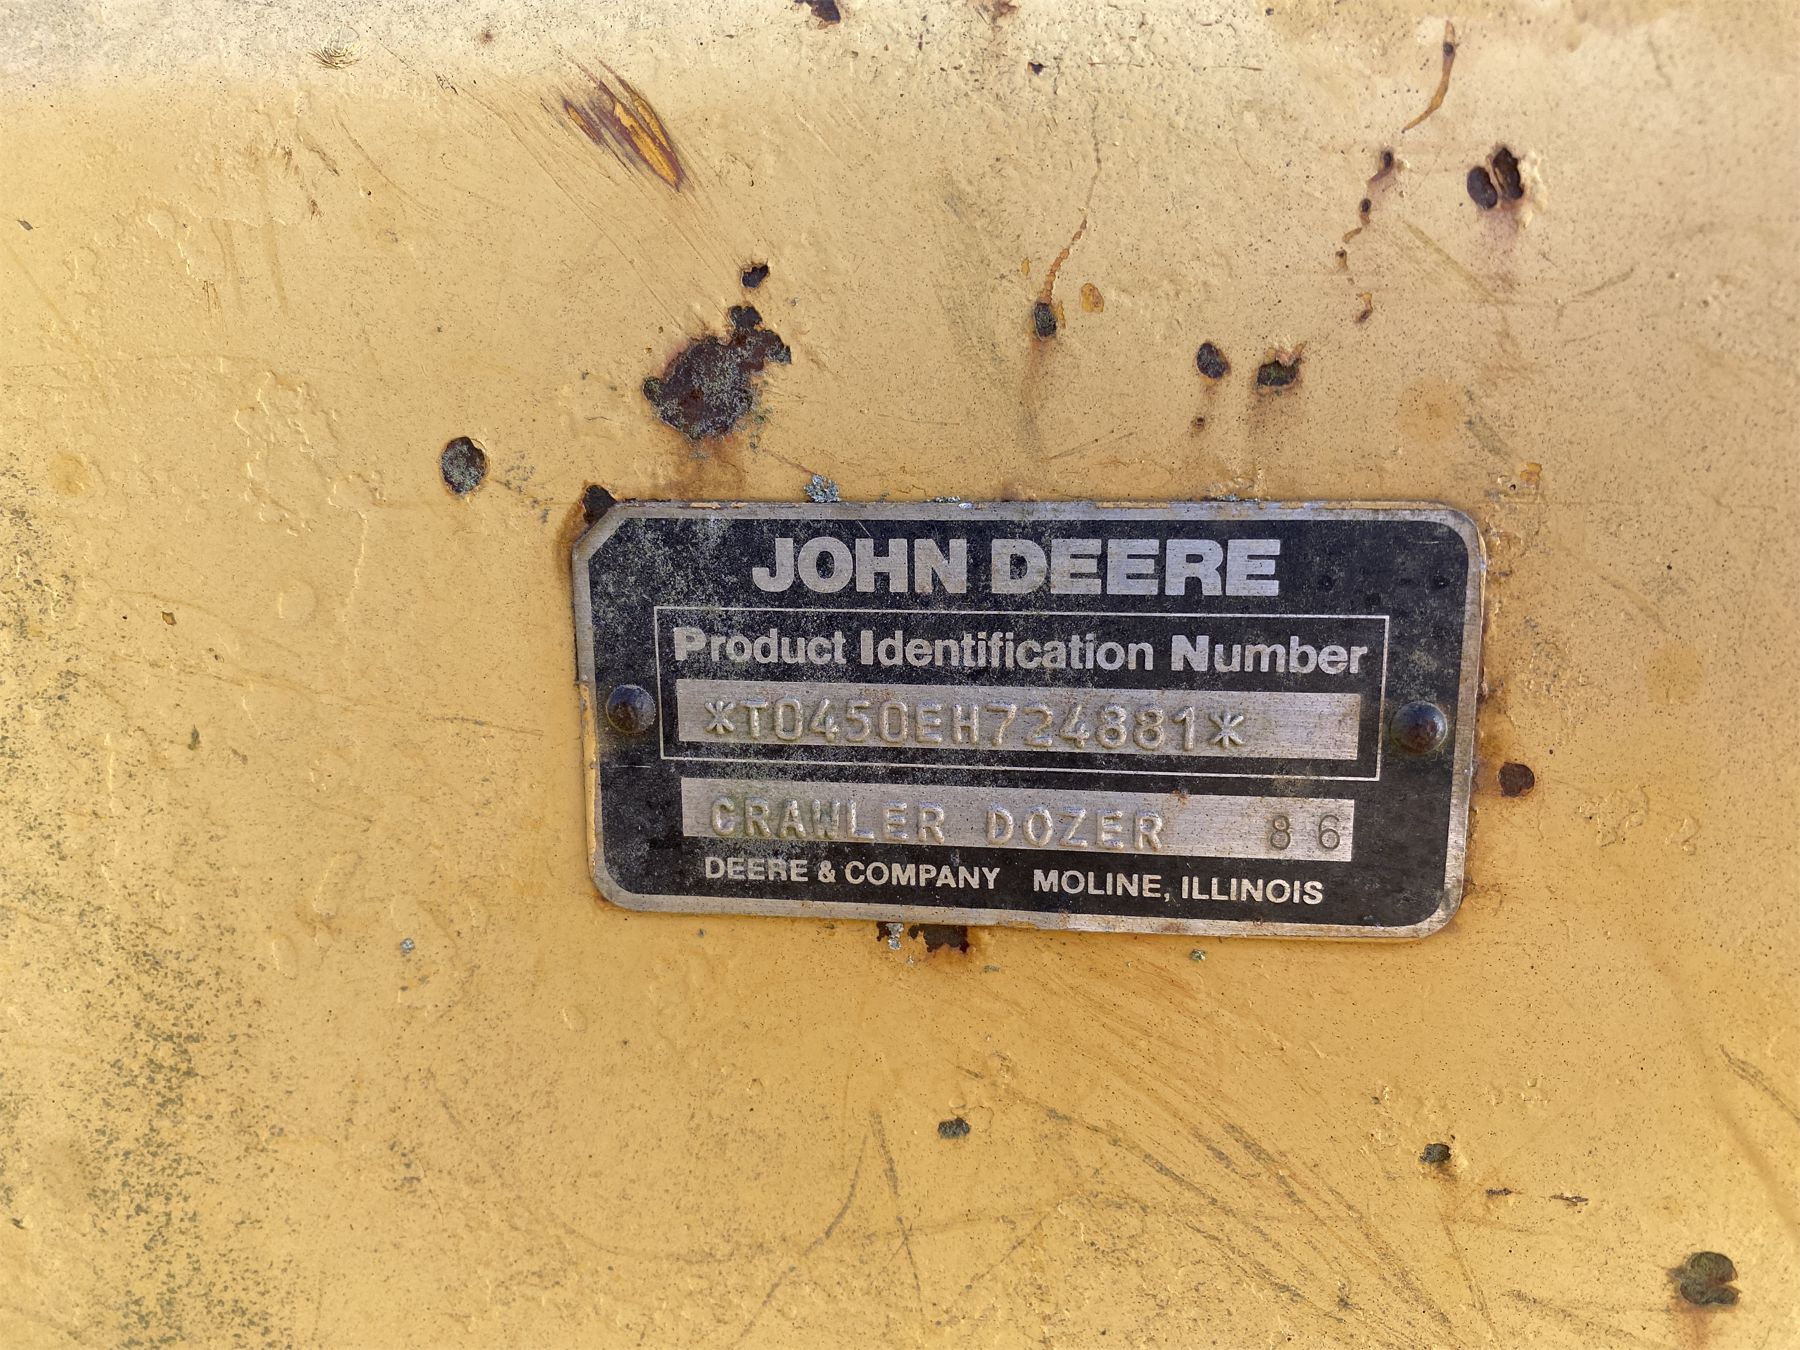 JOHN DEERE
Product Identification Number
*T0450EH724881*
CRAWLER DOZER 86
DEERE & COMPANY MOLINE, ILLINOIS